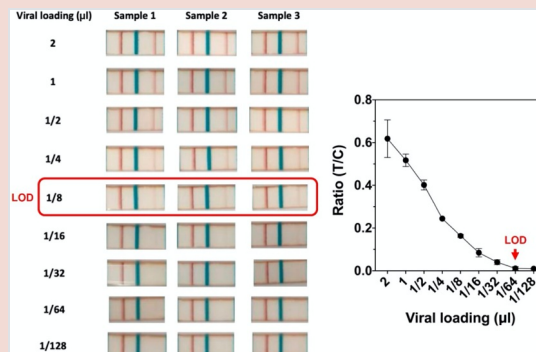 Viral loading (µl) Sample 1 Sample 2 Sample 3
2
1
1/2
1/4
LOD 1/8
1/16
1/32
1/64
1/128
0.8
0.6
0.4
0.2
0.0
Ratio (T/C)
LOD
2 1 1/2 1/4 1/8 1/16 1/32 1/64 1/128
Viral loading (µl)